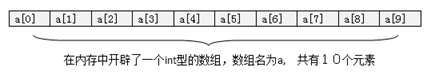 a[0] a[1] a[2] a[3] a[4] a[5] a[6] a[7] a[8] a[9]
在内存中开辟了一个int型的数组，数组名为a， 共有１０个元素